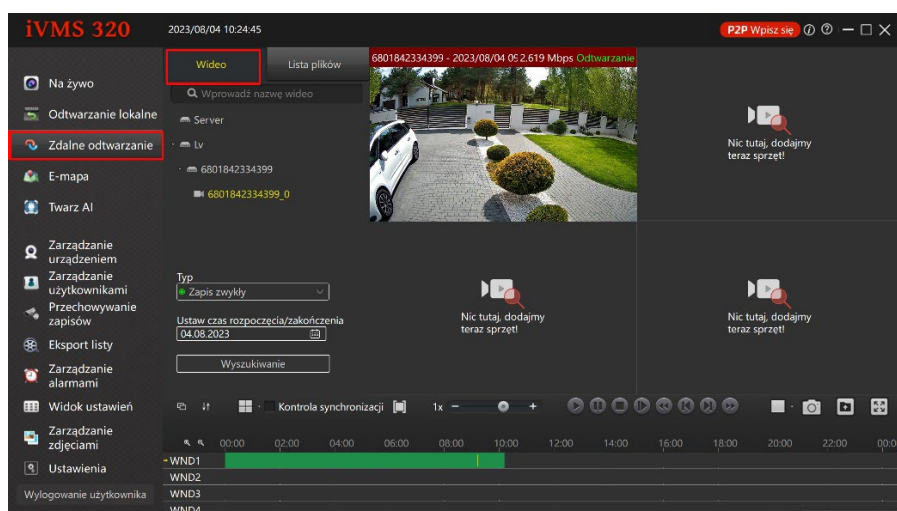 iVMS 320
2023/08/04 10:24:45
P2P Wpisz się
Na żywo
Odtwarzanie lokalne
Zdalne odtwarzanie
E-mapa
Twarz AI
Zarządzanie
urządzeniem
Zarządzanie
użytkownikami
Przechowywanie
zapisów
Eksport listy
Zarządzanie
alarmami
Widok ustawień
Zarządzanie
zdjęciami
Ustawienia
Wylogowanie użytkownika
Wideo
Lista plików
Wprowadź nazwę wideo
Server
Lv
6801842334399
6801842334399_0
Typ
Zapis zwykły
Ustaw czas rozpoczęcia/zakończenia
04.08.2023
Wyszukiwanie
6801842334399 - 2023/08/04 09 2.619 Mbps Odtwarzanie
Nic tutaj, dodajmy
teraz sprzęt!
Nic tutaj, dodajmy
teraz sprzęt!
Nic tutaj, dodajmy
teraz sprzęt!
Kontrola synchronizacji 1x − +
00:00 02:00 04:00 06:00 08:00 10:00 12:00 14:00 16:00 18:00 20:00 22:00 00:0
WND1
WND2
WND3
WND4